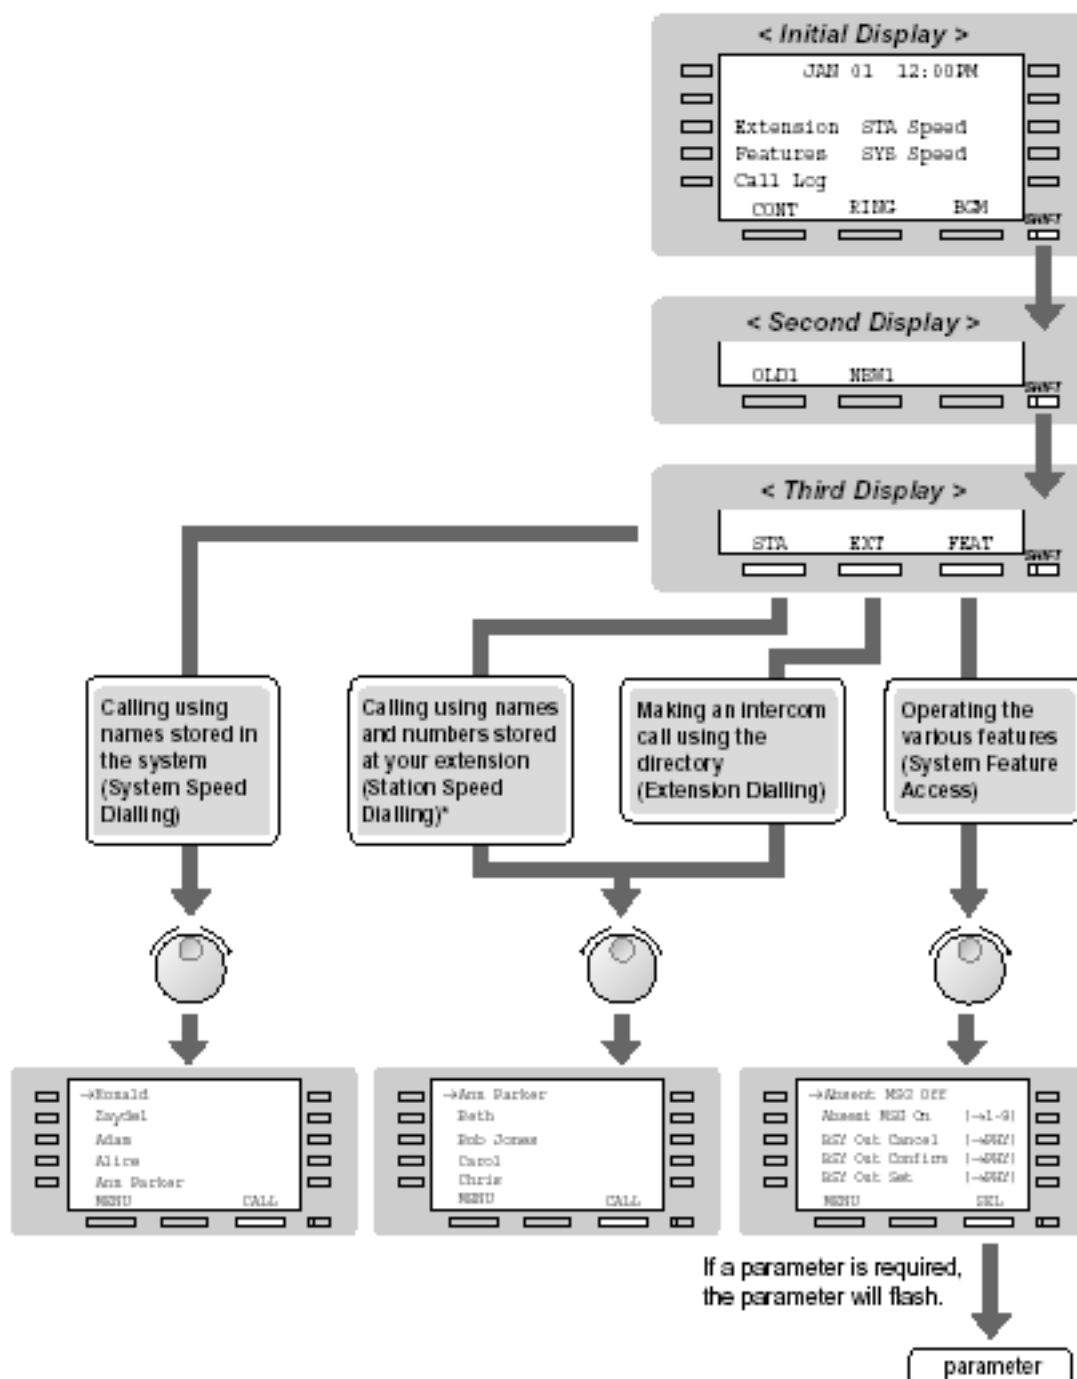 < Initial Display >
JAN 01 12:00PM
Extension STA Speed
Features SYS Speed
Call Log
CONT RING BGM
SHIFT
< Second Display >
OLD1 NEW1
SHIFT
< Third Display >
STA EXT FEAT
SHIFT
Calling using
names stored in
the system
(System Speed
Dialling)
Calling using names
and numbers stored
at your extension
(Station Speed
Dialling)*
Making an intercom
call using the
directory
(Extension Dialling)
Operating the
various features
(System Feature
Access)
→Ronald
Zaydel
Adam
Alice
Ann Parker
MENU CALL
→Ann Parker
Beth
Bob Jones
Carol
Chris
MENU CALL
→Absent MSG Off
Absent MSG On (→1-9)
BSY Out Cancel
BSY Out Confirm
BSY Out Set
MENU SEL
If a parameter is required,
the parameter will flash.
parameter